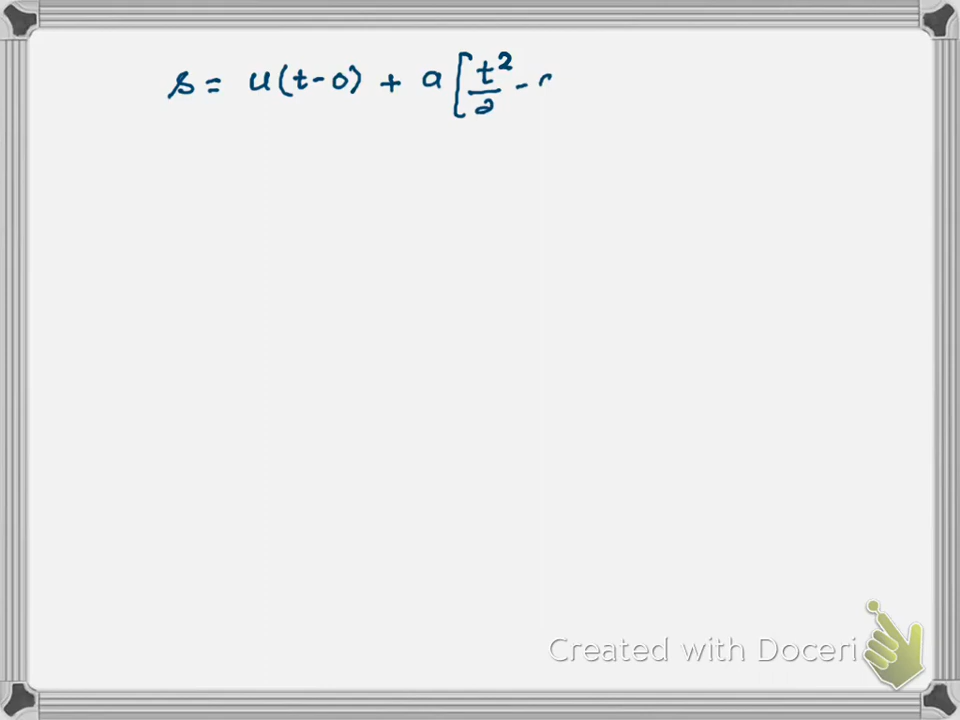 s = u(t-0) + a[t²/2 -
Created with Doceri